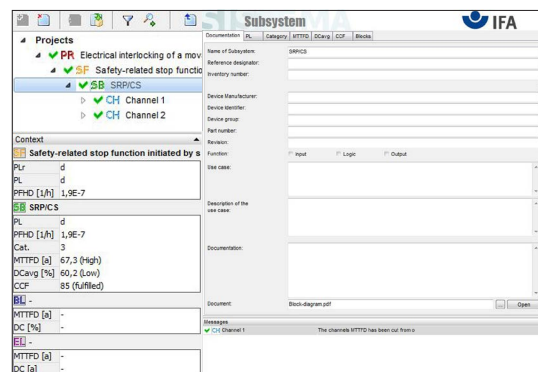 Subsystem
IFA
Projects
PR Electrical interlocking of a mov
SF Safety-related stop functio
SB SRP/CS
CH Channel 1
CH Channel 2
Context
SF Safety-related stop function initiated by s
PLr d
PL d
PFHD [1/h] 1,9E-7
SB SRP/CS
PL d
PFHD [1/h] 1,9E-7
Cat. 3
MTTFD [a] 67,3 (High)
DCavg [%] 60,2 (Low)
CCF 85 (fulfilled)
BL -
MTTFD [a] -
DC [%] -
EL -
MTTFD [a] -
DC [a] -
Documentation PL Category MTTFD DCavg CCF Blocks
Name of Subsystem: SRP/CS
Reference designator:
Inventory number:
Device Manufacturer:
Device Identifier:
Device group:
Part number:
Revision:
Function: Input Logic Output
Use case:
Description of the
use case:
Documentation:
Document: Block-diagram.pdf ... Open
Messages
CH Channel 1 The channels MTTFD has been cut from o